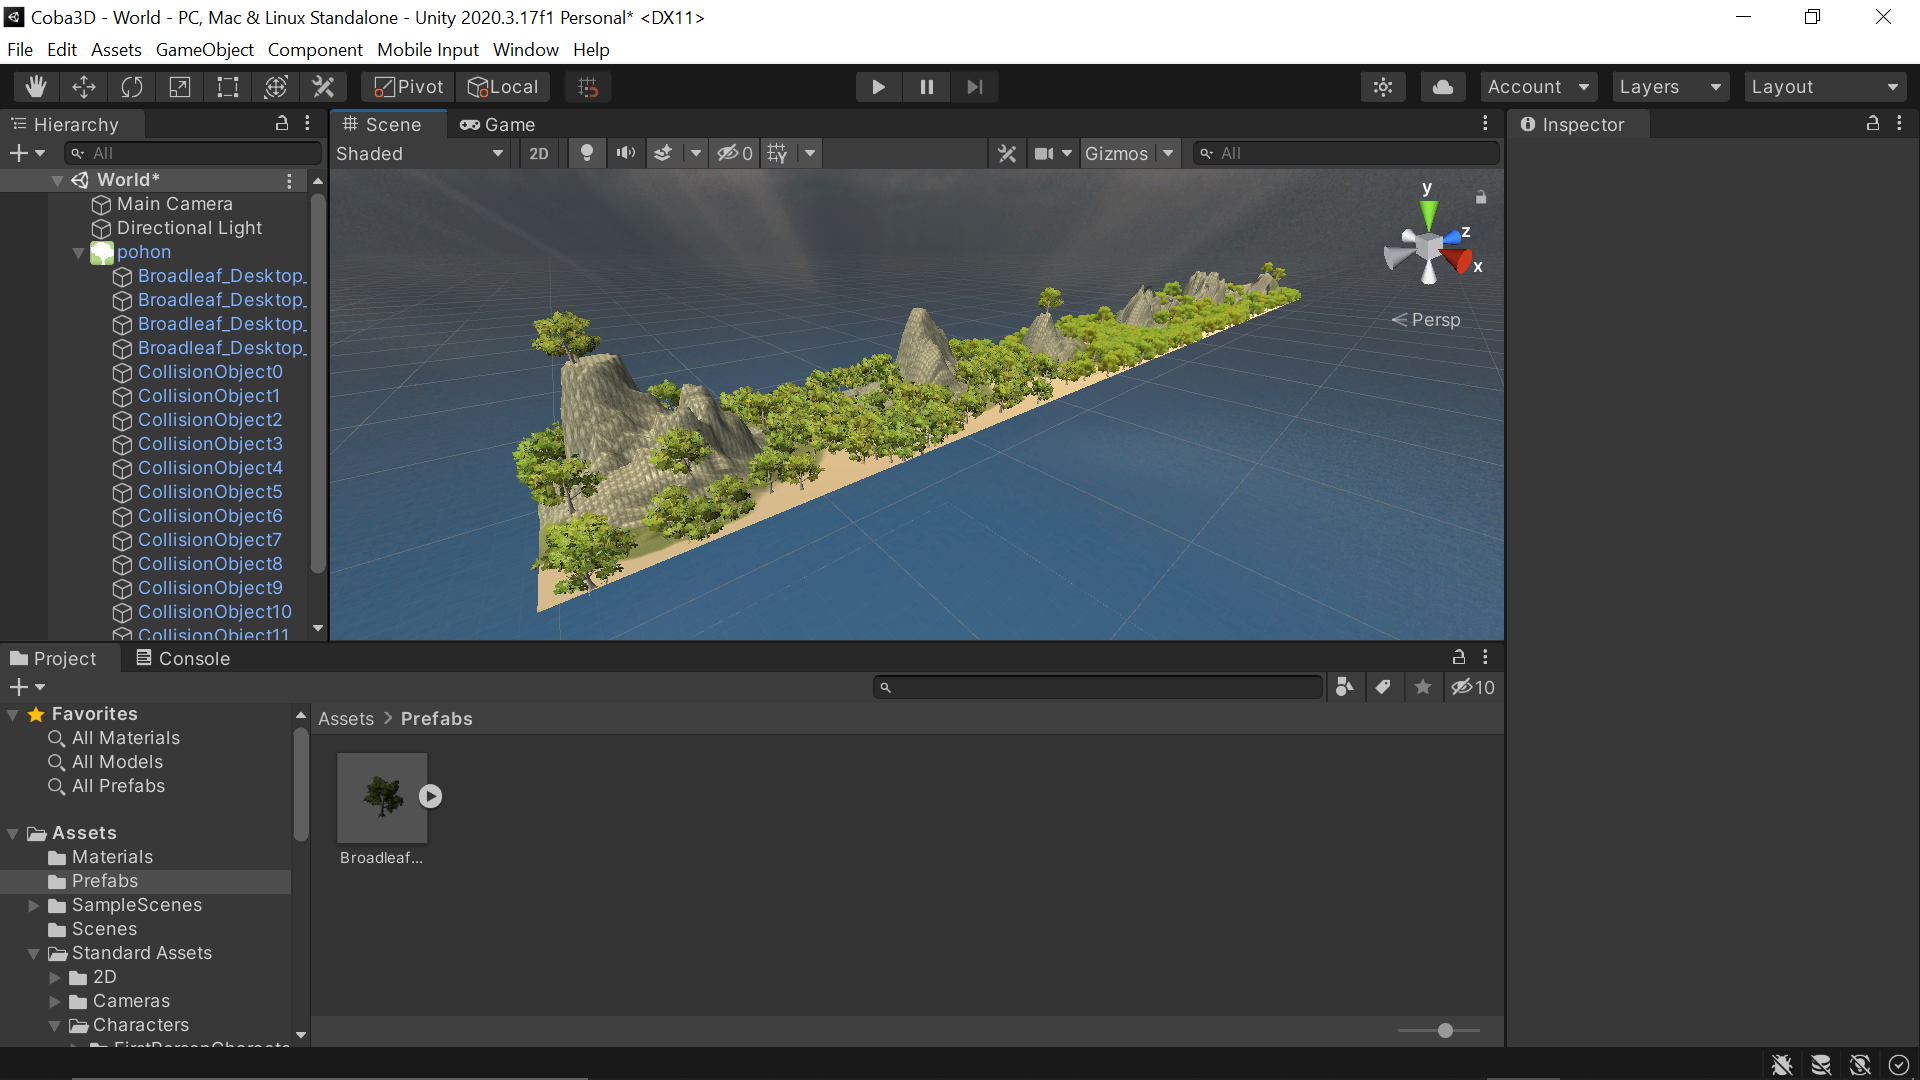 Coba3D - World - PC, Mac & Linux Standalone - Unity 2020.3.17f1 Personal* <DX11>
File Edit Assets GameObject Component Mobile Input Window Help
Pivot Local Account Layers Layout
Hierarchy
All
World*
Main Camera
Directional Light
pohon
Broadleaf_Desktop_
Broadleaf_Desktop_
Broadleaf_Desktop_
Broadleaf_Desktop_
CollisionObject0
CollisionObject1
CollisionObject2
CollisionObject3
CollisionObject4
CollisionObject5
CollisionObject6
CollisionObject7
CollisionObject8
CollisionObject9
CollisionObject10
CollisionObject11
Scene Game
Shaded 2D 0 Gizmos All
y
z
x
Persp
Inspector
Project Console
10
Favorites
All Materials
All Models
All Prefabs
Assets
Materials
Prefabs
SampleScenes
Scenes
Standard Assets
2D
Cameras
Characters
Assets > Prefabs
Broadleaf...